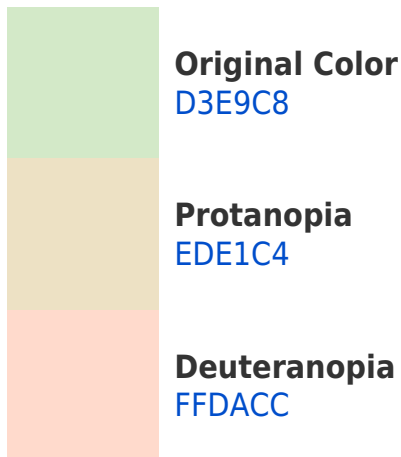 Original Color
D3E9C8
Protanopia
EDE1C4
Deuteranopia
FFDACC